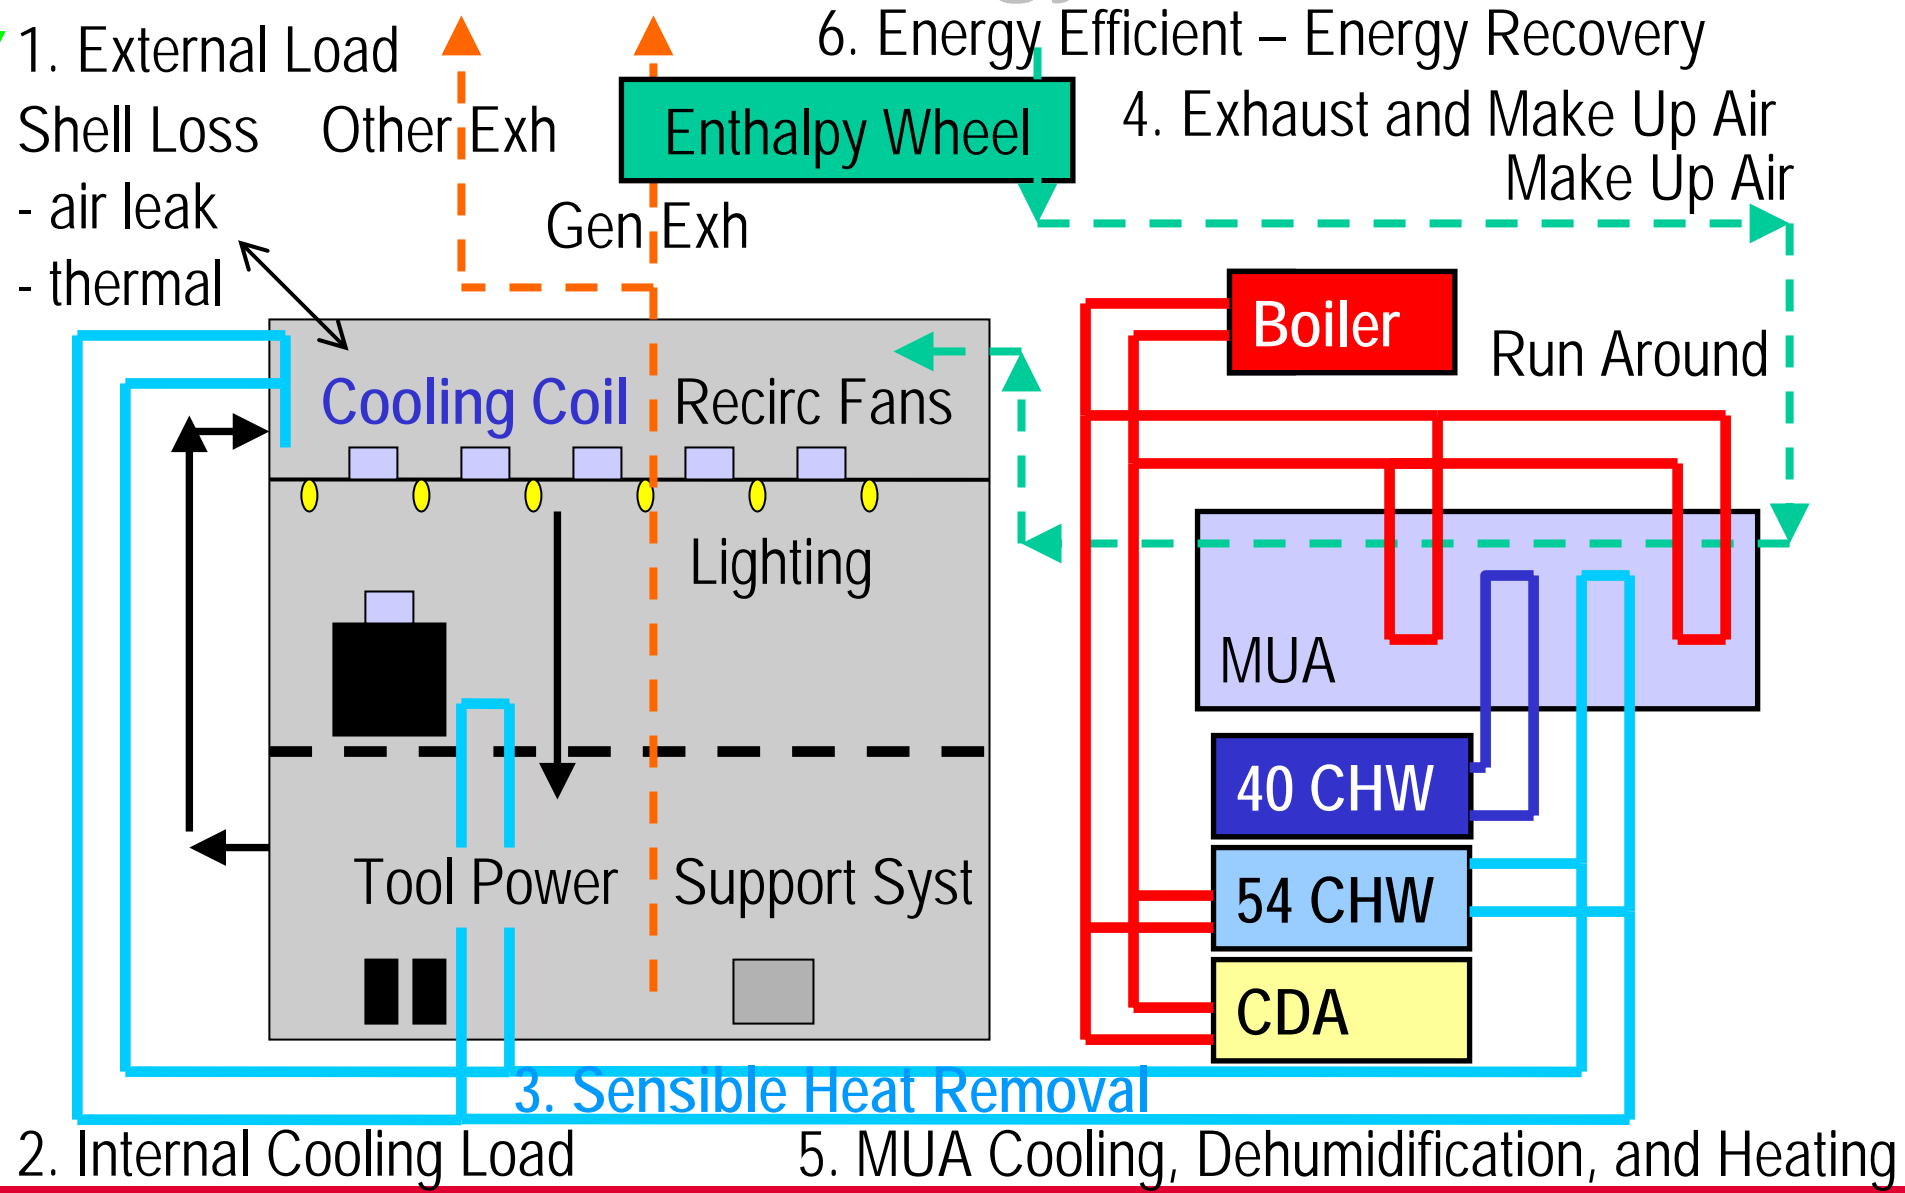 1. External Load
6. Energy Efficient – Energy Recovery
Shell Loss
Other Exh
Enthalpy Wheel
4. Exhaust and Make Up Air
Make Up Air
- air leak
Gen Exh
- thermal
Boiler
Run Around
Cooling Coil
Recirc Fans
Lighting
MUA
40 CHW
Tool Power
Support Syst
54 CHW
CDA
3. Sensible Heat Removal
2. Internal Cooling Load
5. MUA Cooling, Dehumidification, and Heating